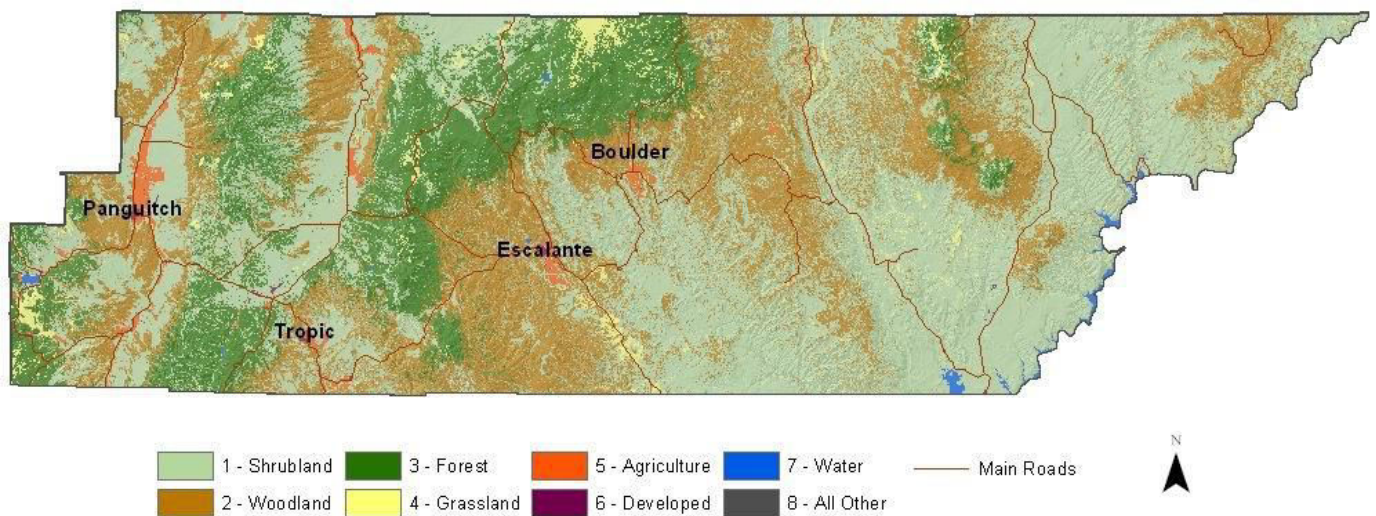 Boulder
Panguitch
Escalante
Tropic
N
1 - Shrubland 3 - Forest 5 - Agriculture 7 - Water Main Roads
2 - Woodland 4 - Grassland 6 - Developed 8 - All Other